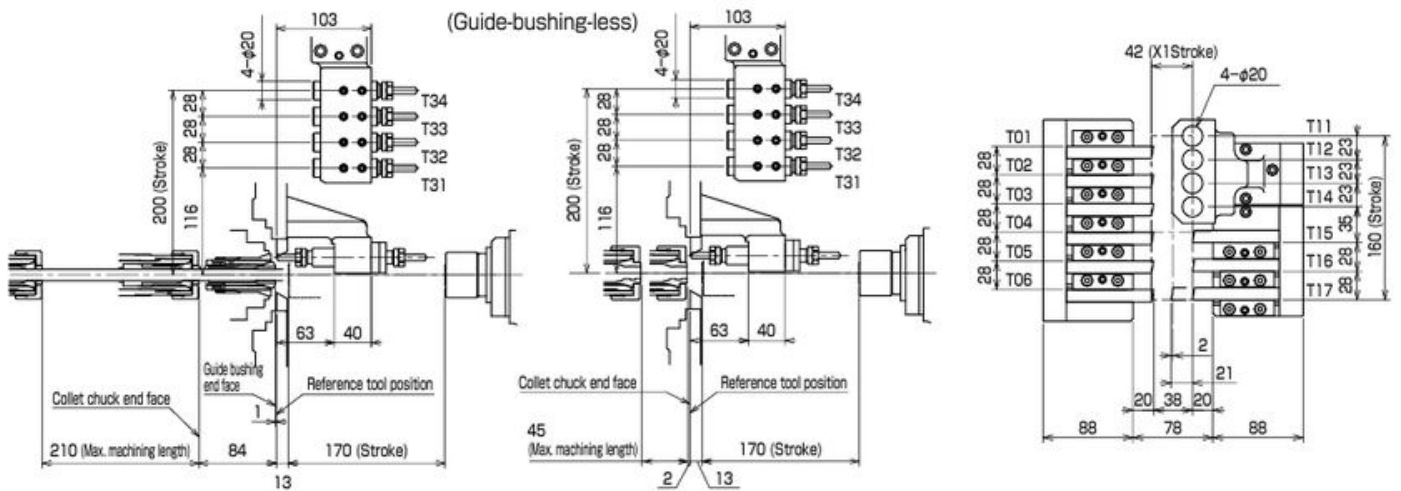 103
(Guide-bushing-less)
103
4-φ20
4-φ20
42 (X1Stroke)
4-φ20
T34
T33
T32
T31
28
28
28
116
200 (Stroke)
T34
T33
T32
T31
28
28
28
116
200 (Stroke)
T01
T02
T03
T04
T05
T06
28
28
28
28
28
T11
T12
T13
T14
T15
T16
T17
23
23
23
35
28
28
160 (Stroke)
63
40
63
40
2
21
20
38
20
88
78
88
Guide bushing
end face
Reference tool position
Collet chuck end face
1
210 (Max. machining length)
84
170 (Stroke)
13
Collet chuck end face
Reference tool position
45
(Max. machining length)
170 (Stroke)
2
13